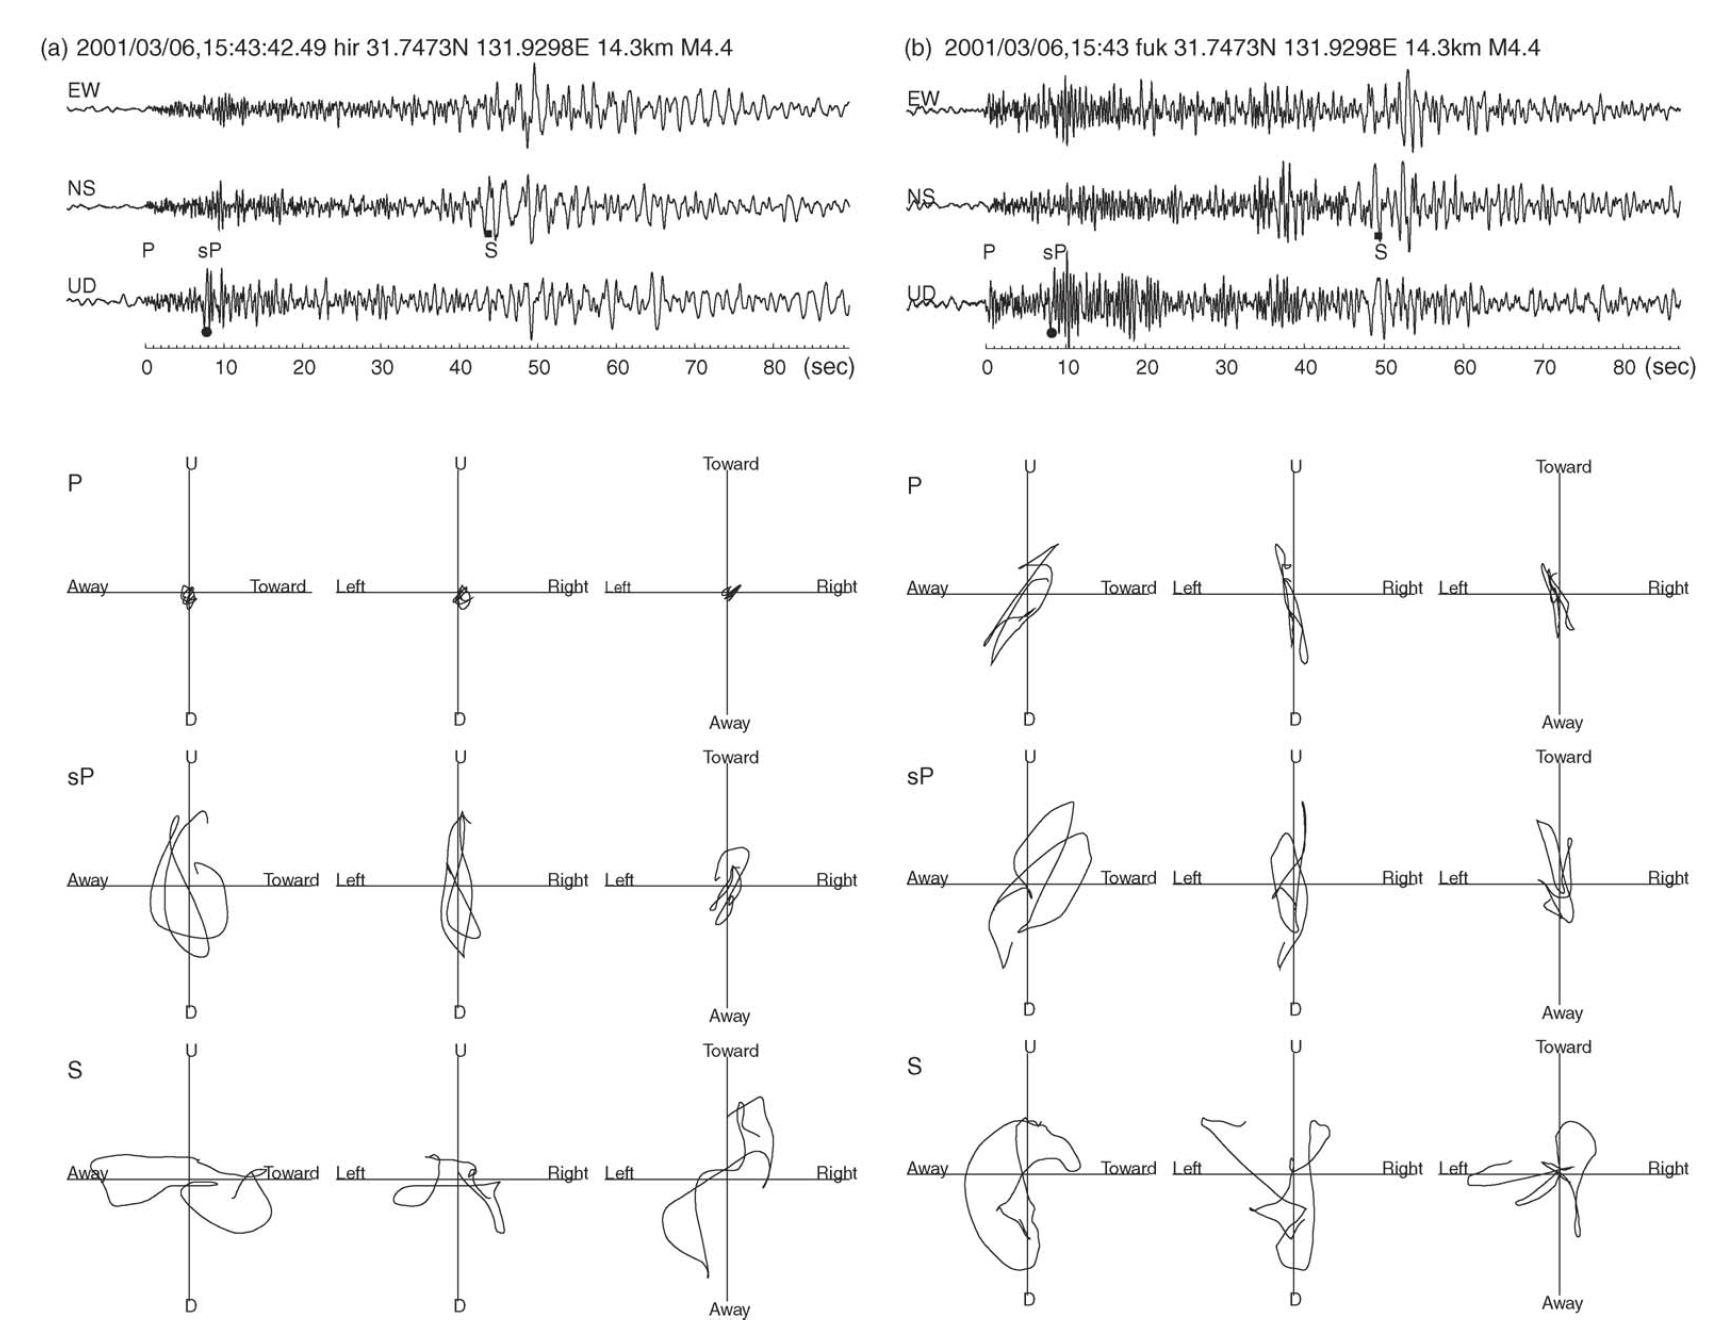 (a) 2001/03/06,15:43:42.49 hir 31.7473N 131.9298E 14.3km M4.4
EW
NS
P sP S
UD
0 10 20 30 40 50 60 70 80 (sec)
(b) 2001/03/06,15:43 fuk 31.7473N 131.9298E 14.3km M4.4
EW
NS
P sP S
UD
0 10 20 30 40 50 60 70 80 (sec)
P
U U Toward
Away Toward Left Right Left Right
D D Away
sP
U U Toward
Away Toward Left Right Left Right
D D Away
S
U U Toward
Away Toward Left Right Left Right
D D Away
P
U U Toward
Away Toward Left Right Left Right
D D Away
sP
U U Toward
Away Toward Left Right Left Right
D D Away
S
U U Toward
Away Toward Left Right Left Right
D D Away